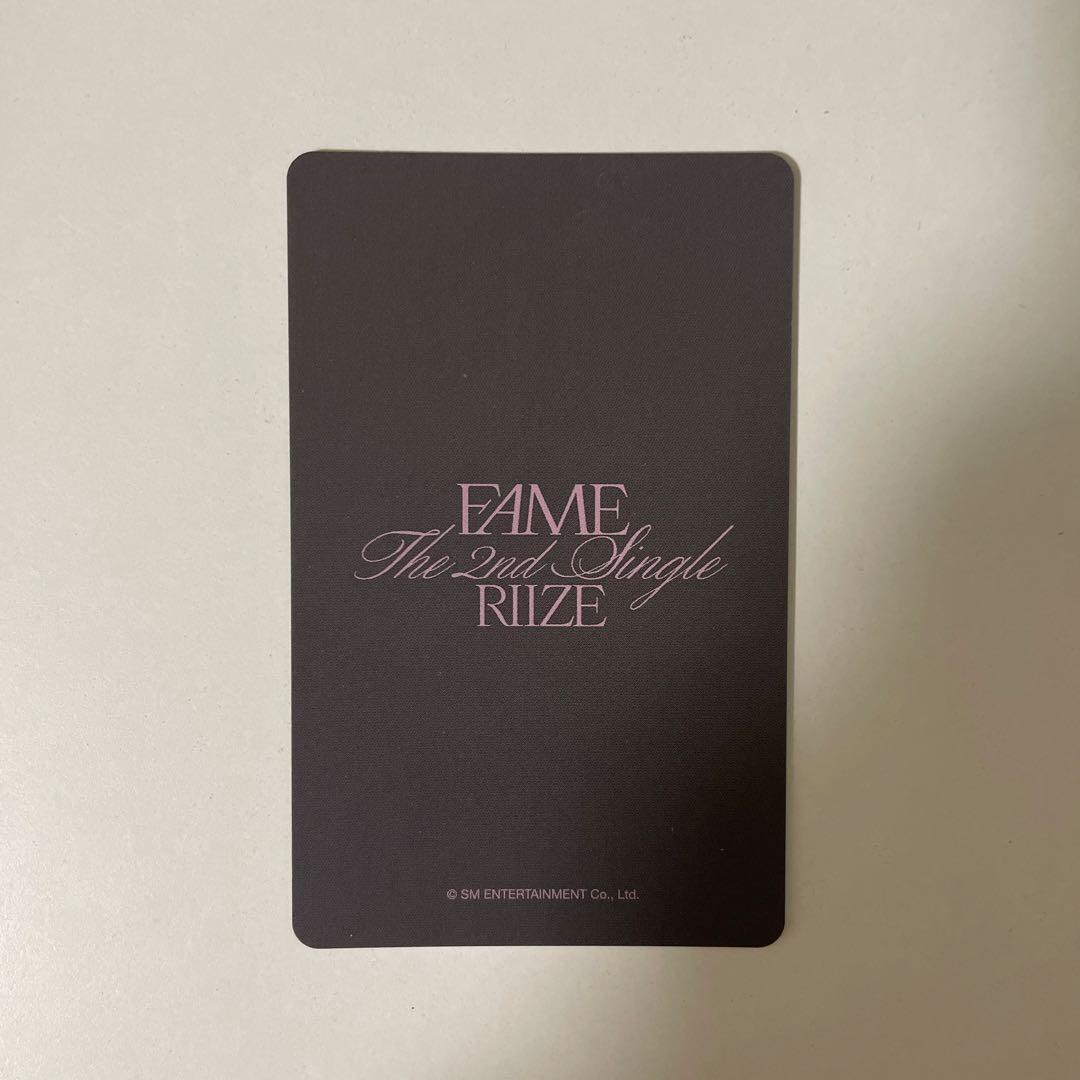 FAME
The 2nd Single
RIIZE
© SM ENTERTAINMENT Co., Ltd.